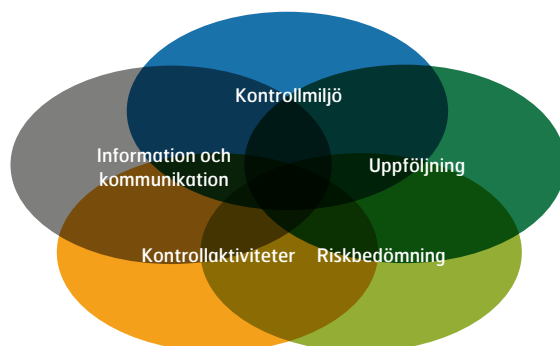 Kontrollmiljö
Information och
kommunikation
Uppföljning
Kontrollaktiviteter
Riskbedömning